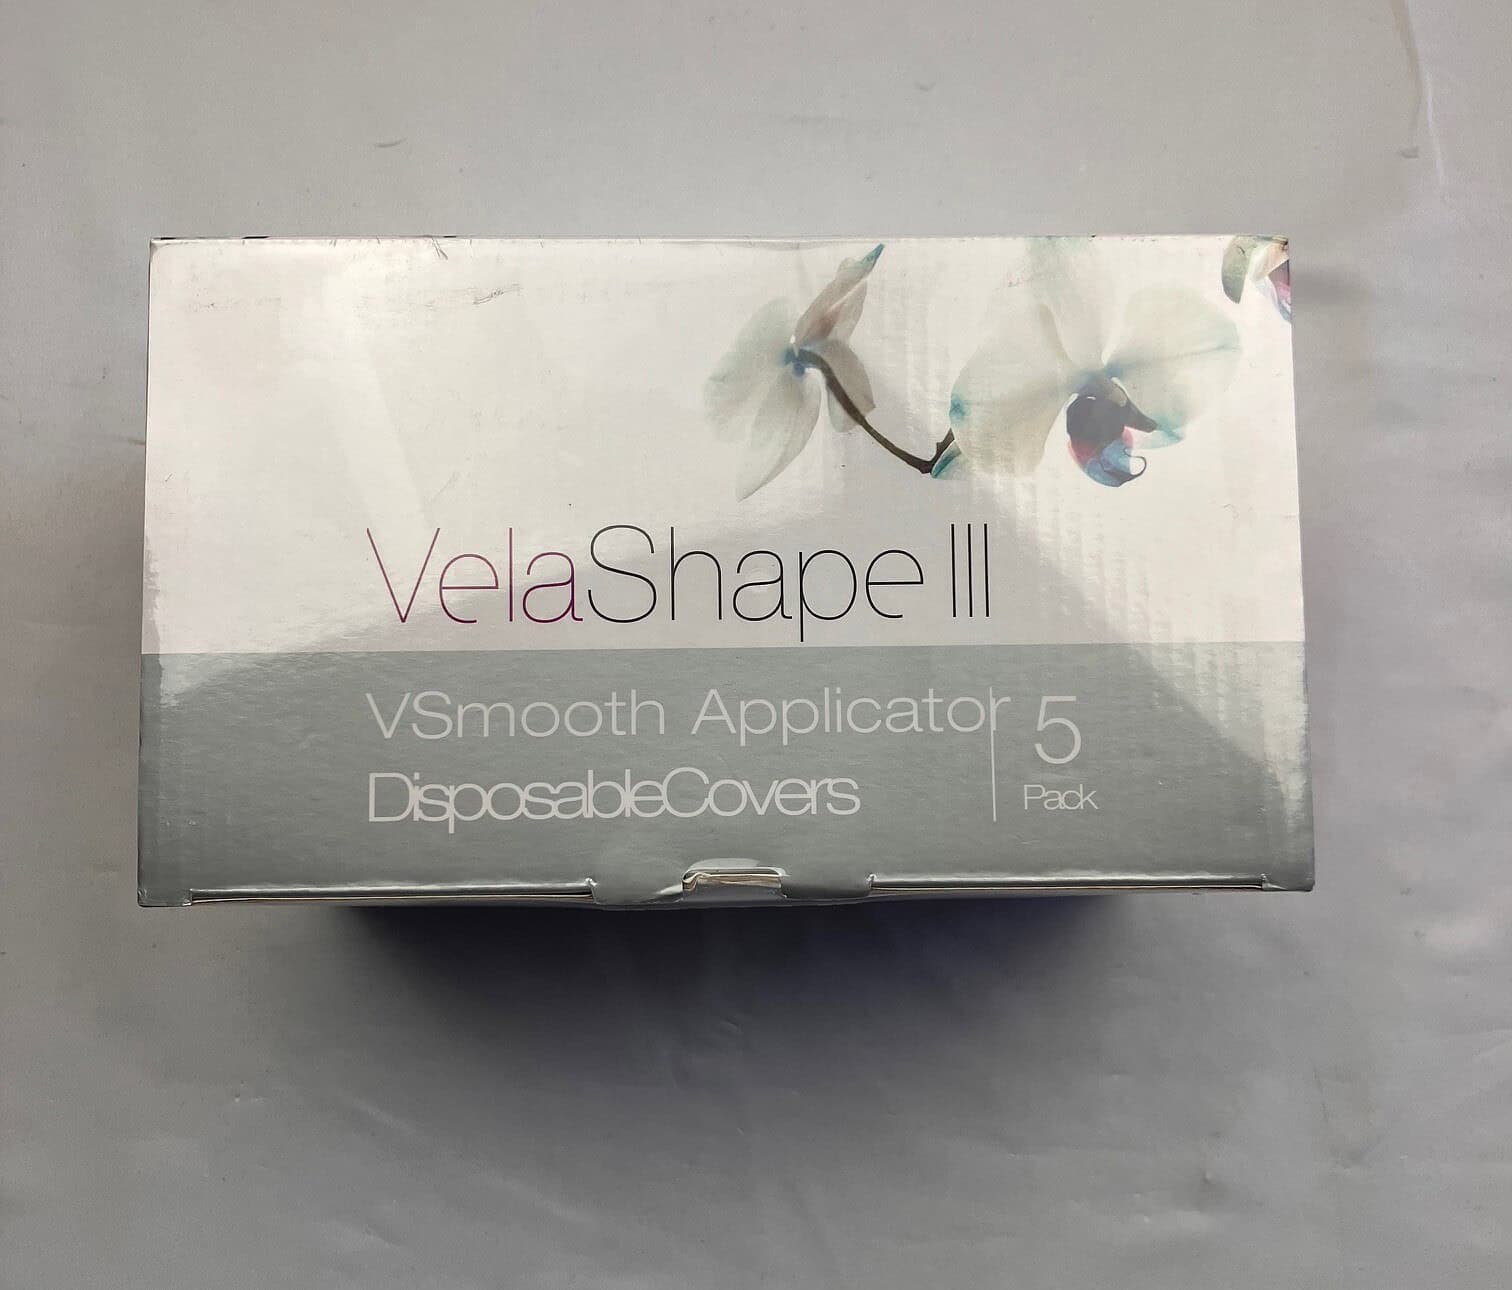 VelaShape III
VSmooth Applicator
DisposableCovers
5
Pack